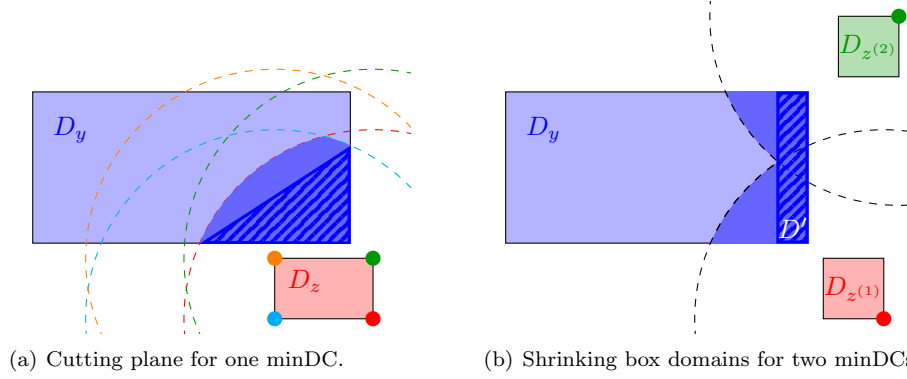 D_y
D_z
D_y
D_{z^{(2)}}
D'
D_{z^{(1)}}
(a) Cutting plane for one minDC.
(b) Shrinking box domains for two minDCs